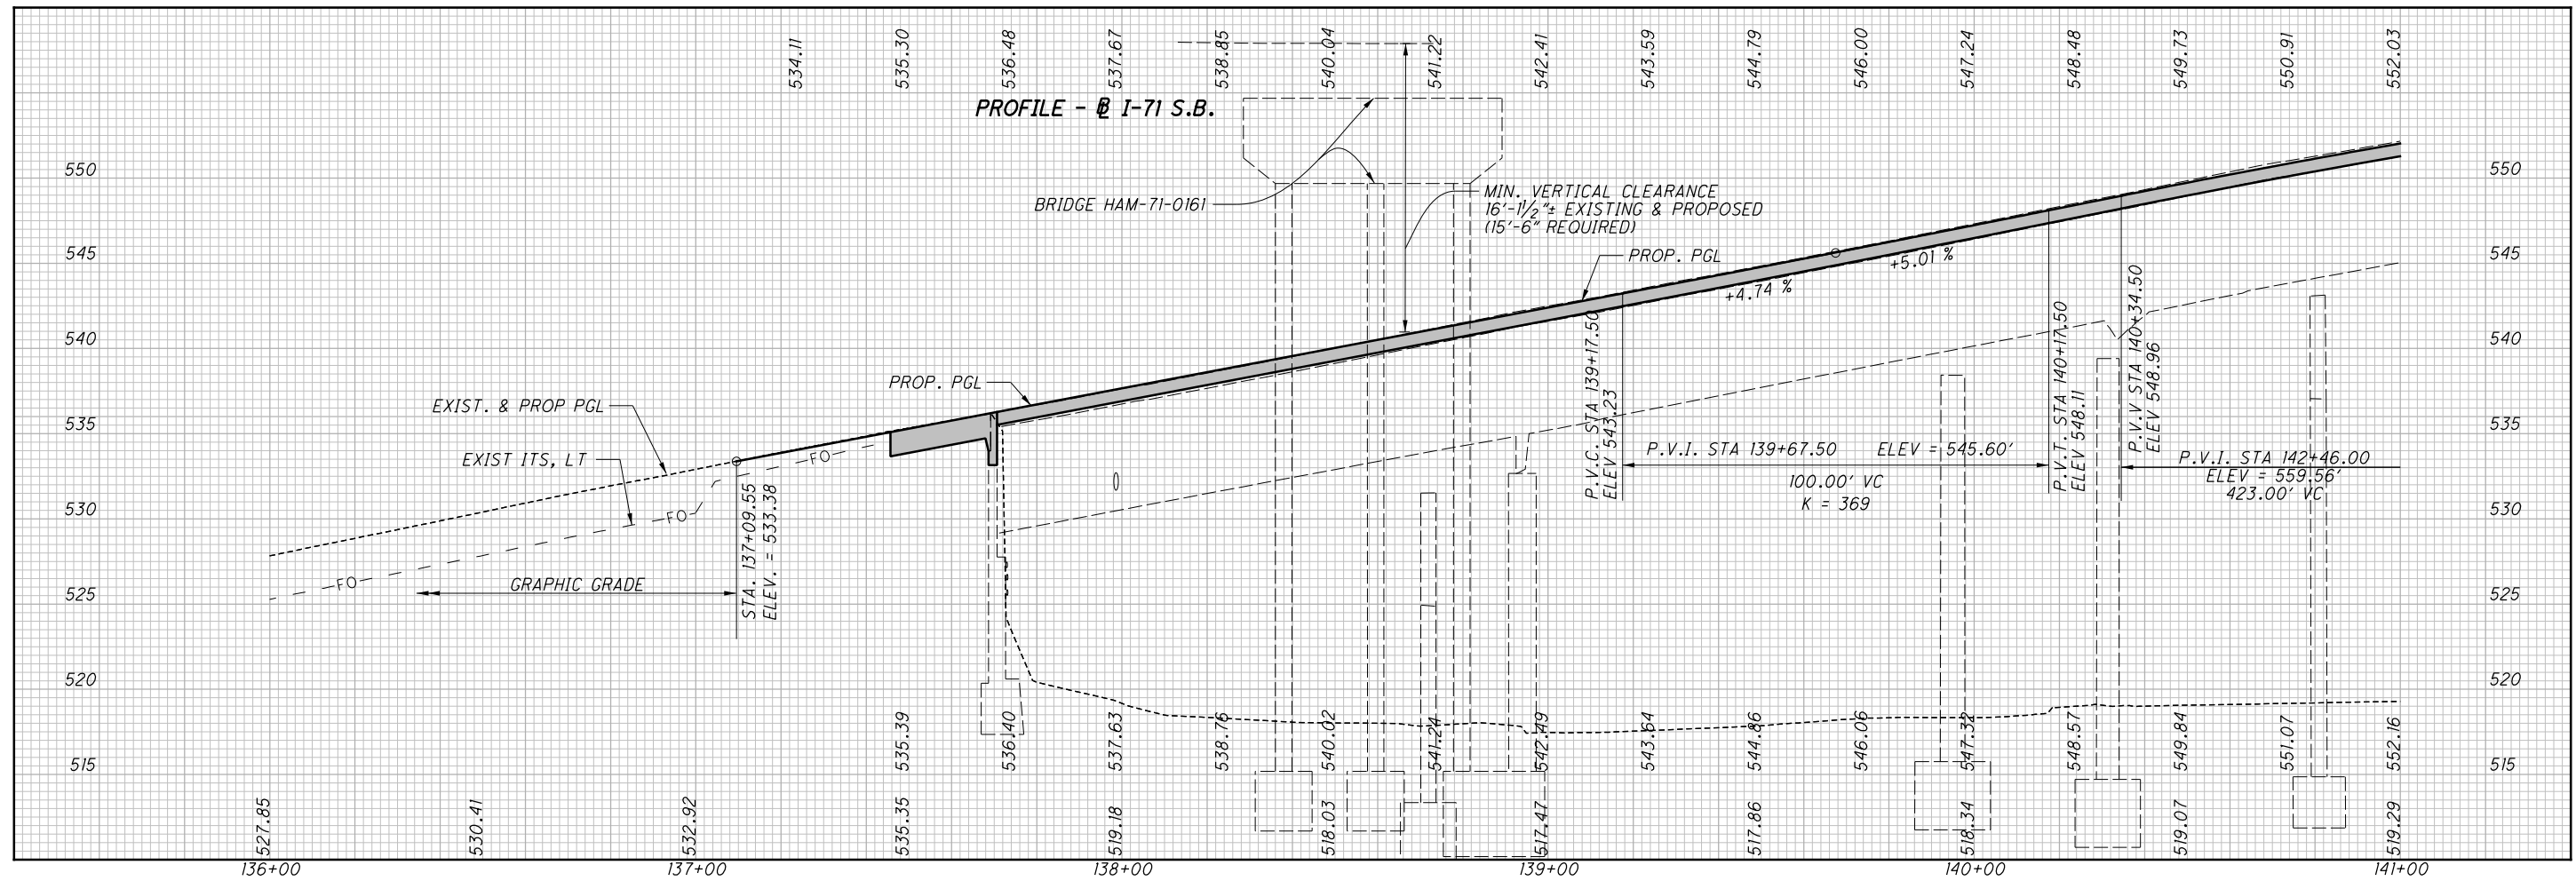 534.11 535.30 536.48 537.67 538.85 540.04 541.22 542.41 543.59 544.79 546.00 547.24 548.48 549.73 550.91 552.03
PROFILE - ℄ I-71 S.B.
550 550
BRIDGE HAM-71-0161
MIN. VERTICAL CLEARANCE
16'-1 1/2"± EXISTING & PROPOSED
(15'-6" REQUIRED)
PROP. PGL
545 545
+5.01 %
+4.74 %
540 540
PROP. PGL
EXIST. & PROP PGL
535 535
EXIST ITS, LT
FO
FO
FO
530 530
525 525
GRAPHIC GRADE
STA. 137+09.55
ELEV. = 533.38
P.V.C. STA 139+17.50
ELEV 543.23
P.V.I. STA 139+67.50 ELEV = 545.60'
100.00' VC
K = 369
P.V.T. STA 140+17.50
ELEV 548.11
P.V.V STA 140+34.50
ELEV 548.96
P.V.I. STA 142+46.00
ELEV = 559.56'
423.00' VC
520 520
515 515
535.39 536.40 537.63 538.76 540.02 541.24 542.49 543.64 544.86 546.06 547.32 548.57 549.84 551.07 552.16
527.85 530.41 532.92 535.35 519.18 518.03 517.47 517.86 518.34 519.07 519.29
136+00 137+00 138+00 139+00 140+00 141+00